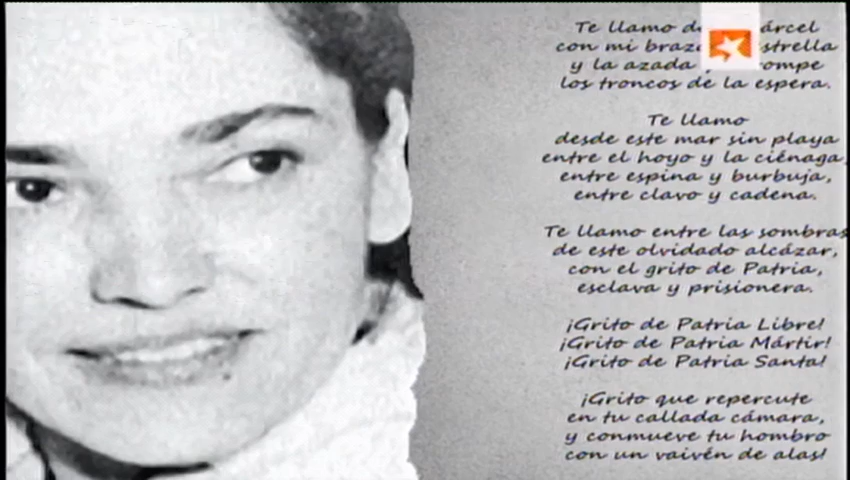 Te llamo
con mi
y la azada
los troncos de la espera.
Te llamo
desde este mar sin playa
entre el hoyo y la ciénaga,
entre espina y burbuja,
entre clavo y cadena.
Te llamo entre las sombras
de este olvidado alcázar,
con el grito de Patria,
esclava y prisionera.
¡Grito de Patria Libre!
¡Grito de Patria Mártir!
¡Grito de Patria Santa!
¡Grito que repercute
en tu callada cámara,
y conmueve tu hombro
con un vaivén de alas!